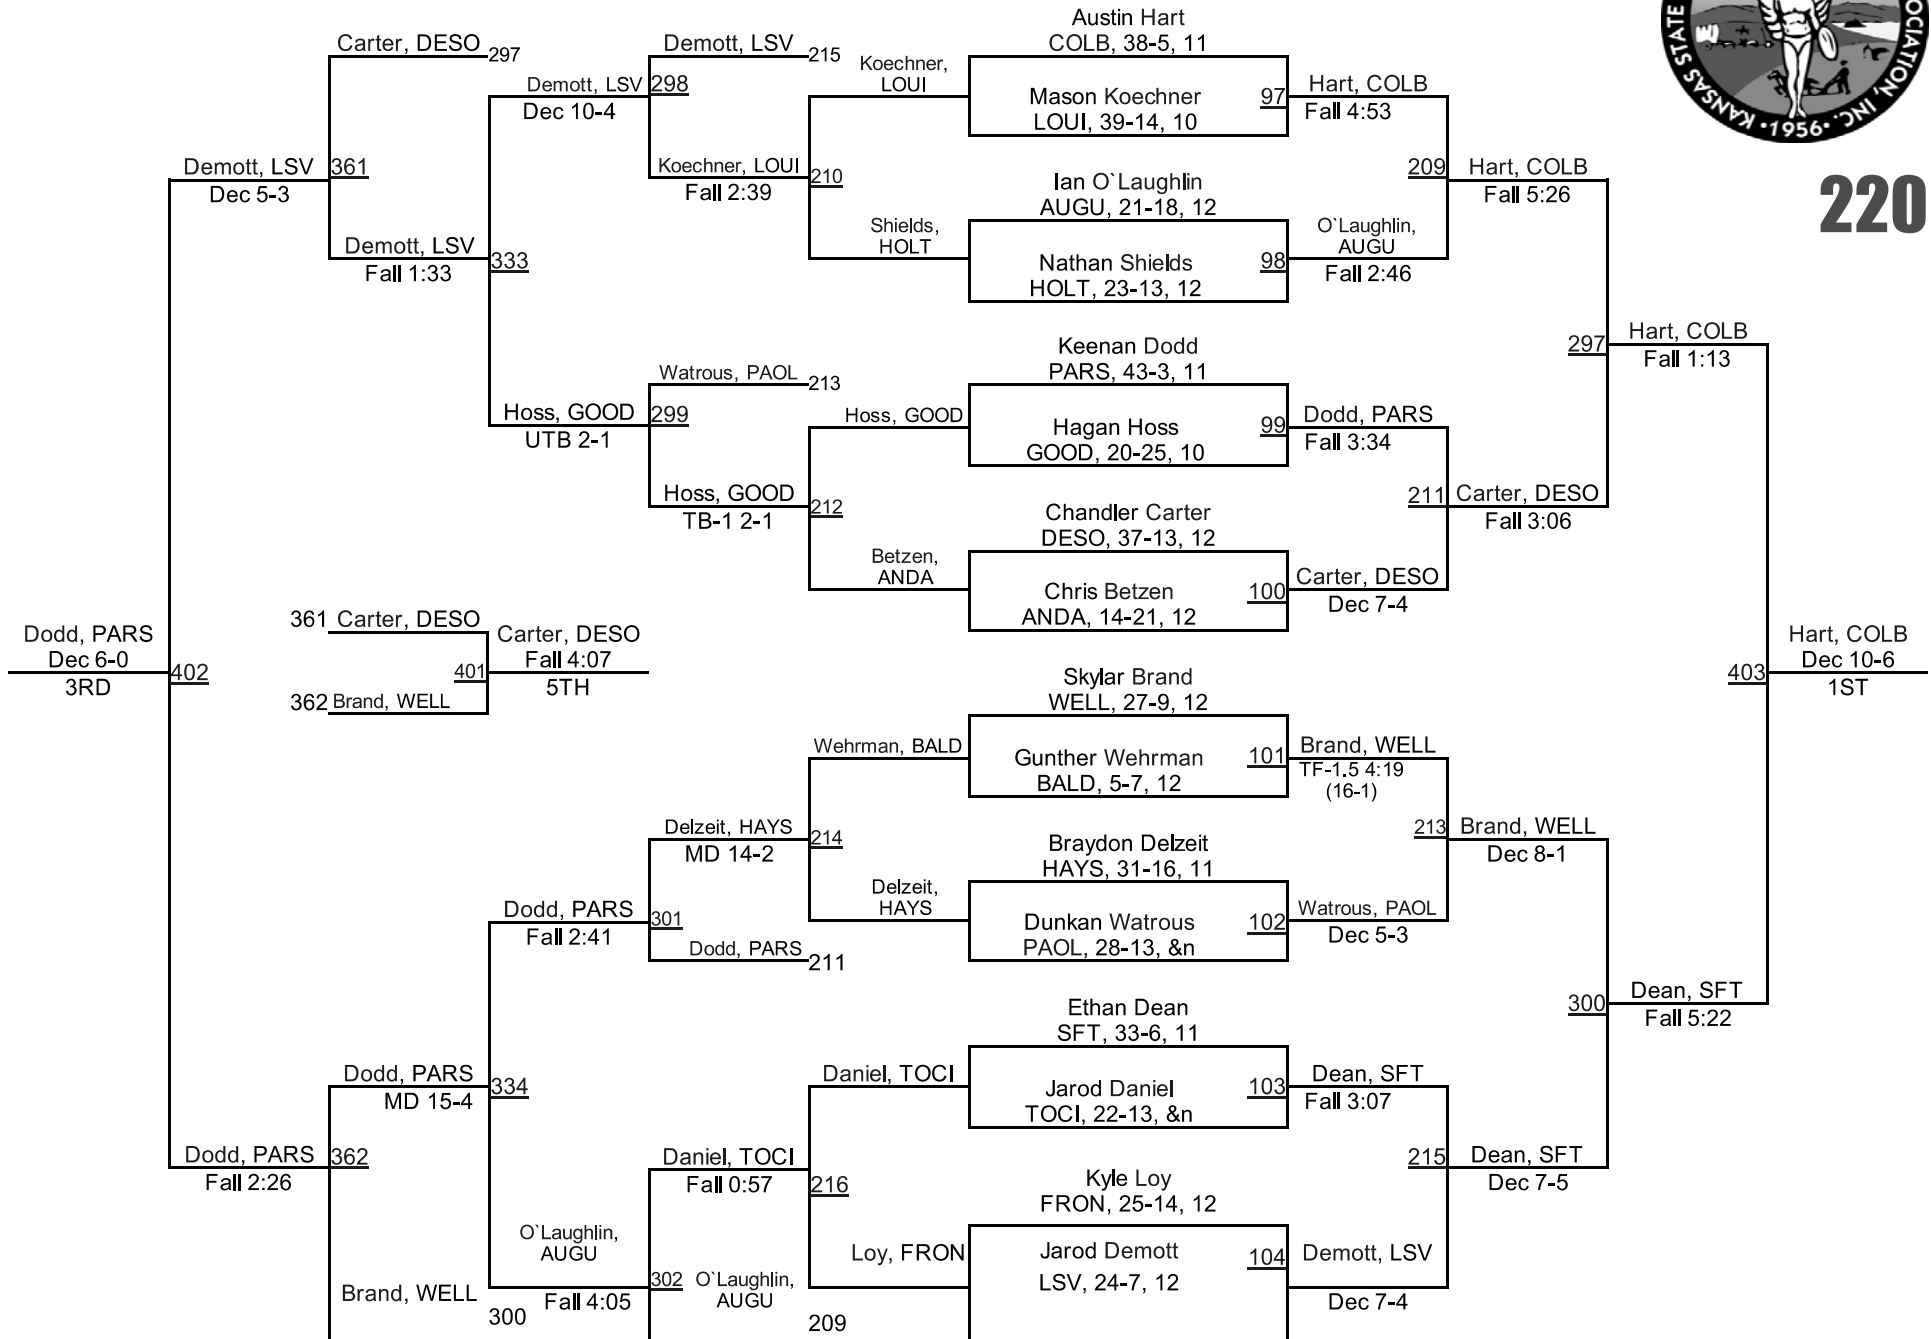 Carter, DESO
297
Demott, LSV
Dec 5-3
361
Demott, LSV
Fall 1:33
333
Demott, LSV
Dec 10-4
298
Demott, LSV
215
Koechner, LOUI
Fall 2:39
210
Koechner,
LOUI
Shields,
HOLT
Hoss, GOOD
UTB 2-1
299
Watrous, PAOL
213
Hoss, GOOD
TB-1 2-1
212
Hoss, GOOD
Betzen,
ANDA
Dodd, PARS
Dec 6-0
3RD
402
361
Carter, DESO
362
Brand, WELL
401
Carter, DESO
Fall 4:07
5TH
Wehrman, BALD
Delzeit,
HAYS
214
Delzeit, HAYS
MD 14-2
301
Dodd, PARS
211
Dodd, PARS
Fall 2:41
334
Dodd, PARS
MD 15-4
362
Dodd, PARS
Fall 2:26
Daniel, TOCI
Loy, FRON
216
Daniel, TOCI
Fall 0:57
302
O`Laughlin,
AUGU
209
O`Laughlin,
AUGU
Fall 4:05
Brand, WELL
300
Austin Hart
COLB, 38-5, 11
Mason Koechner
LOUI, 39-14, 10
97
Hart, COLB
Fall 4:53
Ian O`Laughlin
AUGU, 21-18, 12
Nathan Shields
HOLT, 23-13, 12
98
O`Laughlin,
AUGU
Fall 2:46
209
Hart, COLB
Fall 5:26
Keenan Dodd
PARS, 43-3, 11
Hagan Hoss
GOOD, 20-25, 10
99
Dodd, PARS
Fall 3:34
Chandler Carter
DESO, 37-13, 12
Chris Betzen
ANDA, 14-21, 12
100
Carter, DESO
Dec 7-4
211
Carter, DESO
Fall 3:06
297
Hart, COLB
Fall 1:13
Skylar Brand
WELL, 27-9, 12
Gunther Wehrman
BALD, 5-7, 12
101
Brand, WELL
TF-1.5 4:19
(16-1)
Braydon Delzeit
HAYS, 31-16, 11
Dunkan Watrous
PAOL, 28-13, &n
102
Watrous, PAOL
Dec 5-3
213
Brand, WELL
Dec 8-1
Ethan Dean
SFT, 33-6, 11
Jarod Daniel
TOCI, 22-13, &n
103
Dean, SFT
Fall 3:07
Kyle Loy
FRON, 25-14, 12
Jarod Demott
LSV, 24-7, 12
104
Demott, LSV
Dec 7-4
215
Dean, SFT
Dec 7-5
300
Dean, SFT
Fall 5:22
403
Hart, COLB
Dec 10-6
1ST
220
KANSAS STATE
OCIATION, INC.
•1956•